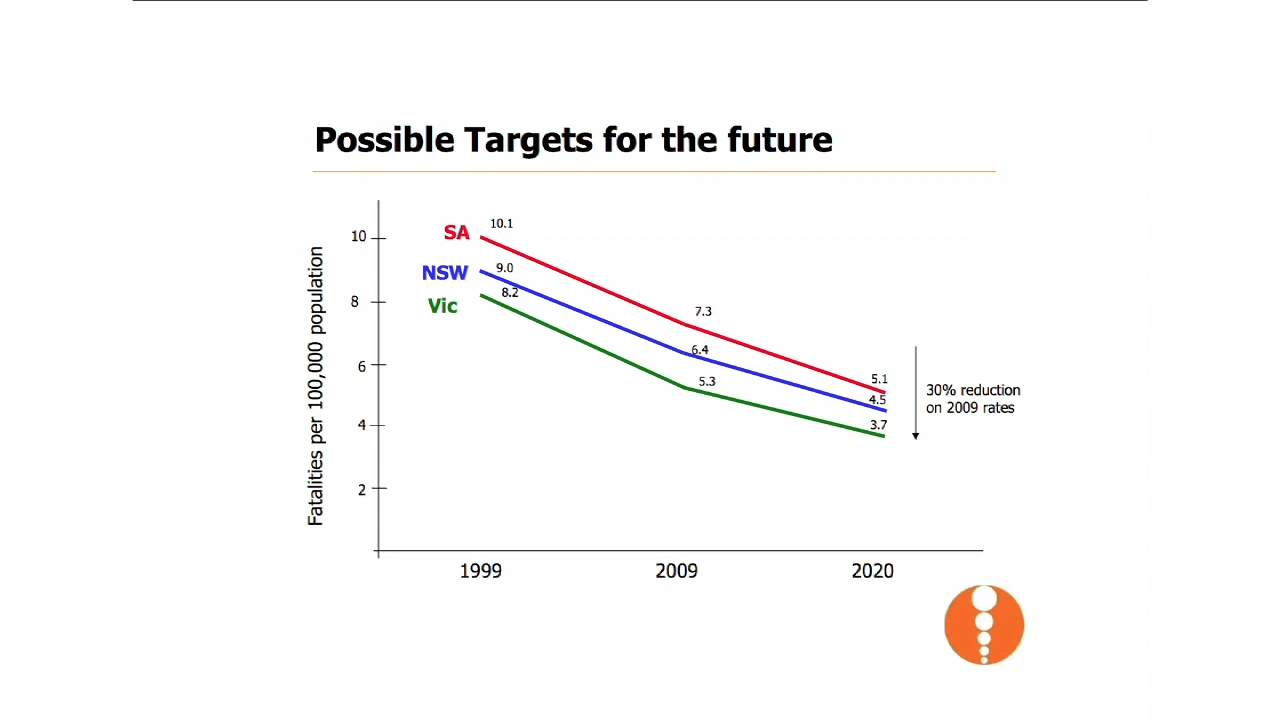 Possible Targets for the future
Fatalities per 100,000 population
10
8
6
4
2
SA
NSW
Vic
10.1
9.0
8.2
7.3
6.4
5.3
5.1
4.5
3.7
30% reduction
on 2009 rates
1999
2009
2020